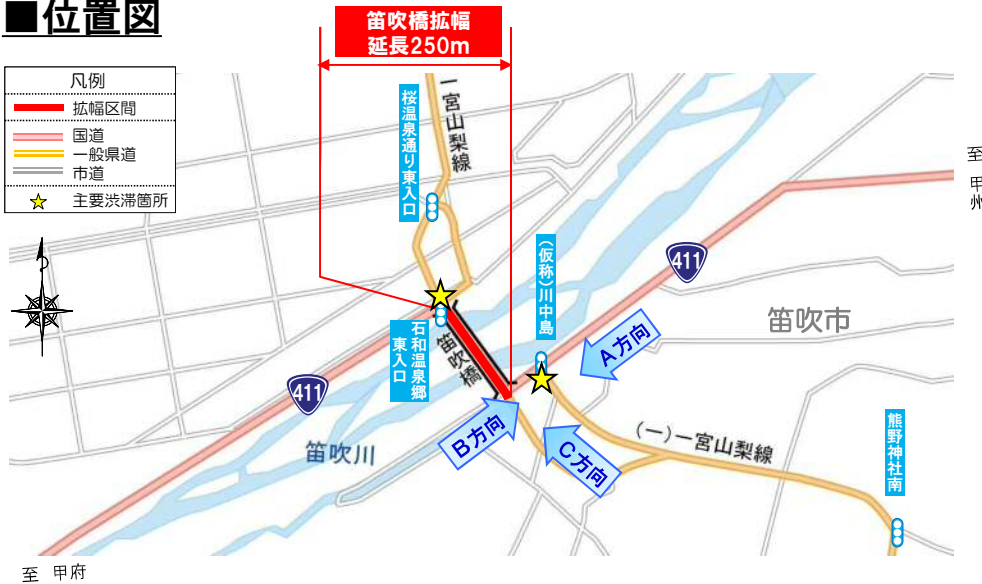 ■位置図
笛吹橋拡幅
延長250m
凡例
拡幅区間
国道
一般県道
市道
主要渋滞箇所
一宮山梨線
桜温泉通り東入口
至
甲州
(仮称)川中島
411
笛吹市
石和温泉郷
東入口
笛吹橋
A方向
411
B方向
C方向
笛吹川
(一)一宮山梨線
熊野神社南
至 甲府